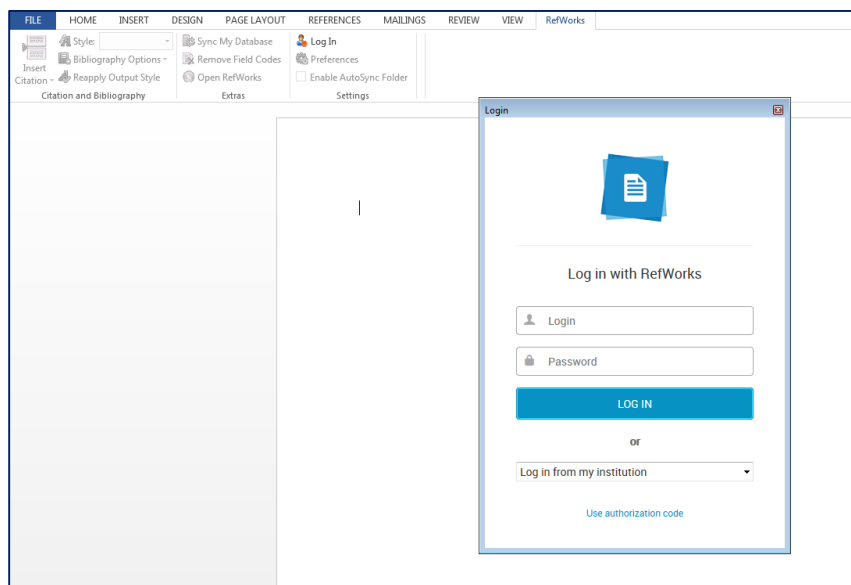 FILE HOME INSERT DESIGN PAGE LAYOUT REFERENCES MAILINGS REVIEW VIEW RefWorks
Insert Citation
Style:
Bibliography Options
Reapply Output Style
Citation and Bibliography
Sync My Database
Remove Field Codes
Open RefWorks
Extras
Log In
Preferences
Enable AutoSync Folder
Settings
Login
Log in with RefWorks
Login
Password
LOG IN
or
Log in from my institution
Use authorization code